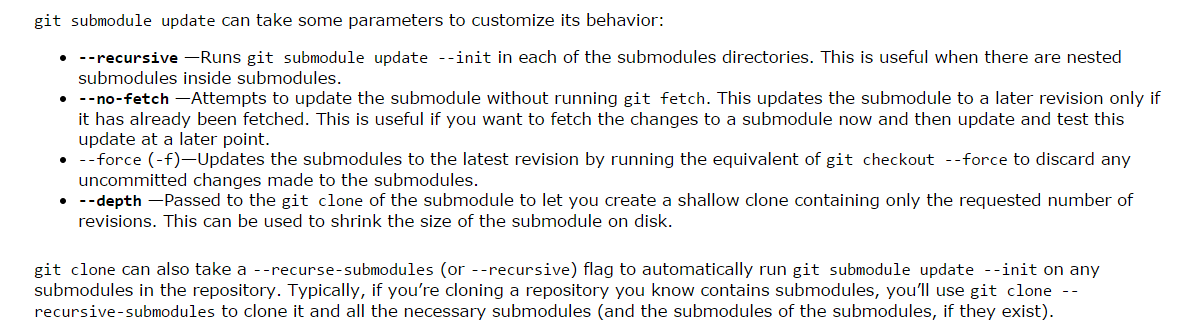 git submodule update can take some parameters to customize its behavior:
• --recursive —Runs git submodule update --init in each of the submodules directories. This is useful when there are nested
submodules inside submodules.
• --no-fetch —Attempts to update the submodule without running git fetch. This updates the submodule to a later revision only if
it has already been fetched. This is useful if you want to fetch the changes to a submodule now and then update and test this
update at a later point.
• --force (-f)—Updates the submodules to the latest revision by running the equivalent of git checkout --force to discard any
uncommitted changes made to the submodules.
• --depth —Passed to the git clone of the submodule to let you create a shallow clone containing only the requested number of
revisions. This can be used to shrink the size of the submodule on disk.
git clone can also take a --recurse-submodules (or --recursive) flag to automatically run git submodule update --init on any
submodules in the repository. Typically, if you’re cloning a repository you know contains submodules, you’ll use git clone --
recursive-submodules to clone it and all the necessary submodules (and the submodules of the submodules, if they exist).